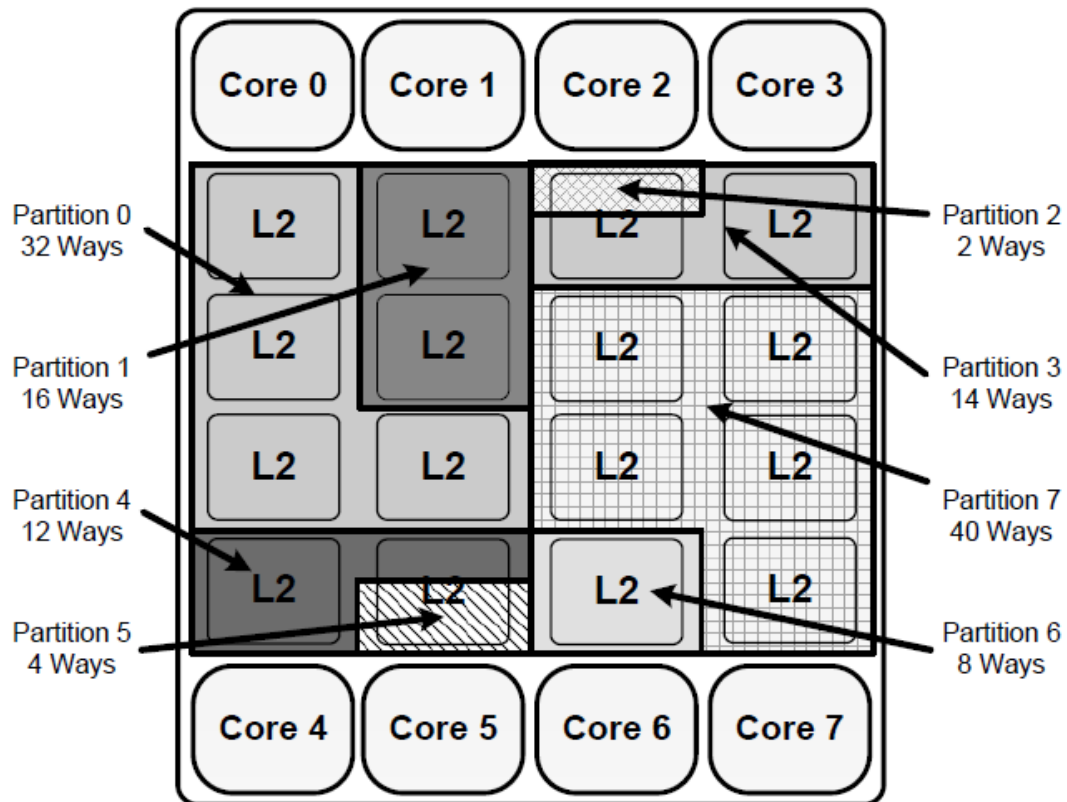 Core 0
Core 1
Core 2
Core 3
Partition 0
32 Ways
L2
L2
L2
L2
Partition 2
2 Ways
Partition 1
16 Ways
L2
L2
L2
L2
Partition 3
14 Ways
Partition 4
12 Ways
L2
L2
L2
L2
Partition 7
40 Ways
Partition 5
4 Ways
L2
L2
L2
L2
Partition 6
8 Ways
Core 4
Core 5
Core 6
Core 7